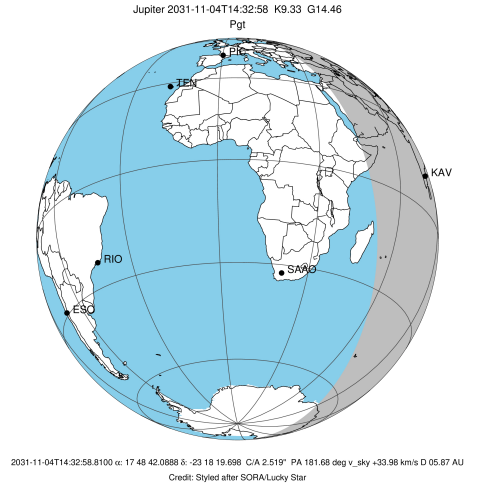 Jupiter 2031-11-04T14:32:58 K9.33 G14.46
Pgt
PIC
TEN
KAV
RIO
SAAO
ESO
2031-11-04T14:32:58.8100 α: 17 48 42.0888 δ: -23 18 19.698 C/A 2.519" PA 181.68 deg v_sky +33.98 km/s D 05.87 AU
Credit: Styled after SORA/Lucky Star